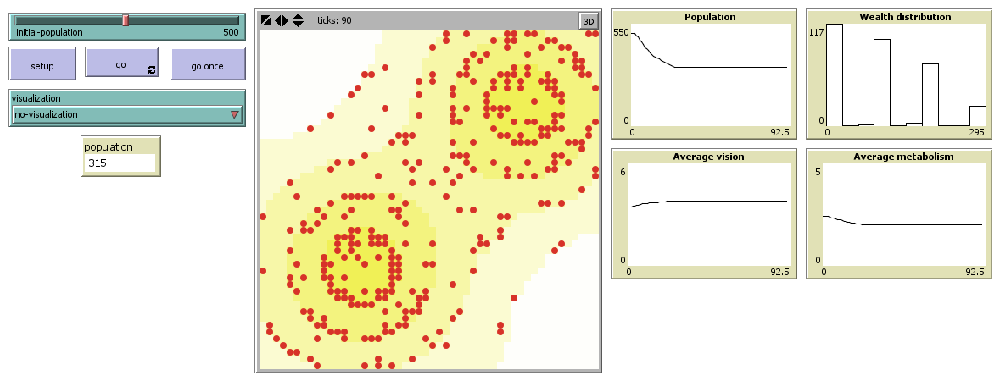 initial-population 500
setup
go
go once
visualization
no-visualization
population
315
ticks: 90
3D
Population
550
0
0 92.5
Wealth distribution
117
0
0 295
Average vision
6
0
0 92.5
Average metabolism
5
0
0 92.5